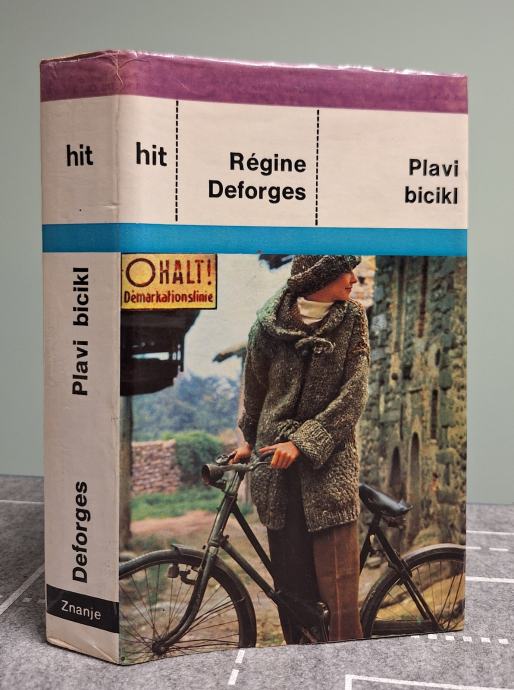 hit
Plavi bicikl
Deforges
Znanje
hit
Régine
Deforges
Plavi
bicikl
HALT!
Demarkationslinie